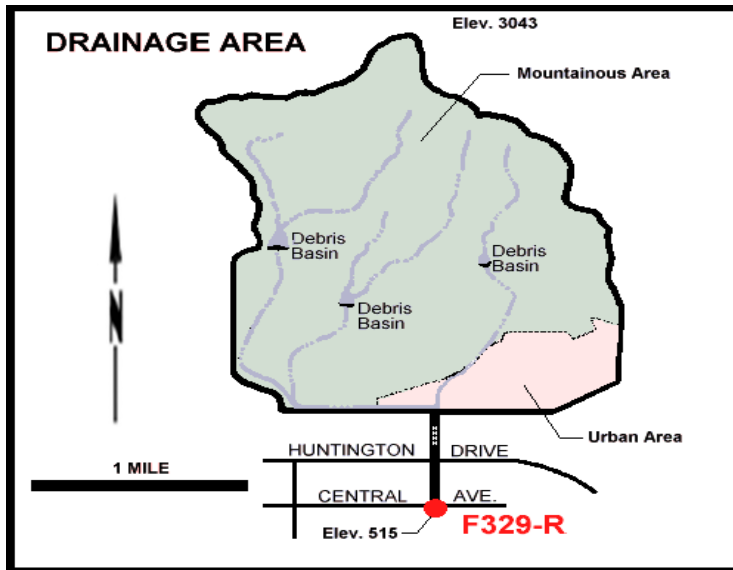 Elev. 3043
DRAINAGE AREA
Mountainous Area
Debris
Basin
Debris
Basin
Debris
Basin
N
Urban Area
HUNTINGTON DRIVE
1 MILE
CENTRAL AVE.
F329-R
Elev. 515